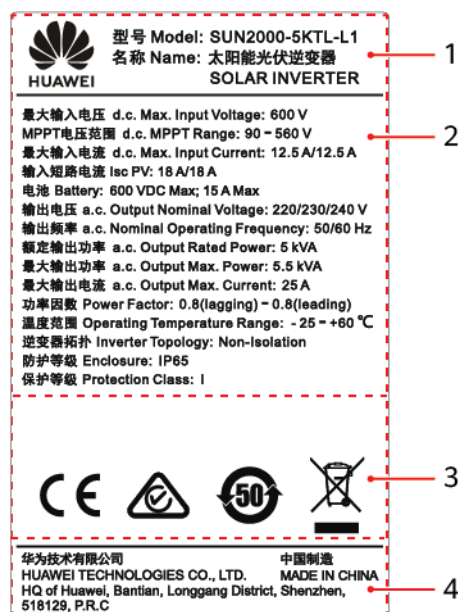 HUAWEI
型号 Model: SUN2000-5KTL-L1
名称 Name: 太阳能光伏逆变器
SOLAR INVERTER
1
最大输入电压 d.c. Max. Input Voltage: 600 V
MPPT电压范围 d.c. MPPT Range: 90 - 560 V
2
最大输入电流 d.c. Max. Input Current: 12.5 A/12.5 A
输入短路电流 Isc PV: 18 A/18 A
电池 Battery: 600 VDC Max; 15 A Max
输出电压 a.c. Output Nominal Voltage: 220/230/240 V
输出频率 a.c. Nominal Operating Frequency: 50/60 Hz
额定输出功率 a.c. Output Rated Power: 5 kVA
最大输出功率 a.c. Output Max. Power: 5.5 kVA
最大输出电流 a.c. Output Max. Current: 25 A
功率因数 Power Factor: 0.8(lagging) - 0.8(leading)
温度范围 Operating Temperature Range: - 25 - +60 ℃
逆变器拓扑 Inverter Topology: Non-Isolation
防护等级 Enclosure: IP65
保护等级 Protection Class: I
CE
50
3
华为技术有限公司 中国制造
HUAWEI TECHNOLOGIES CO., LTD. MADE IN CHINA
HQ of Huawei, Bantian, Longgang District, Shenzhen,
518129, P.R.C
4